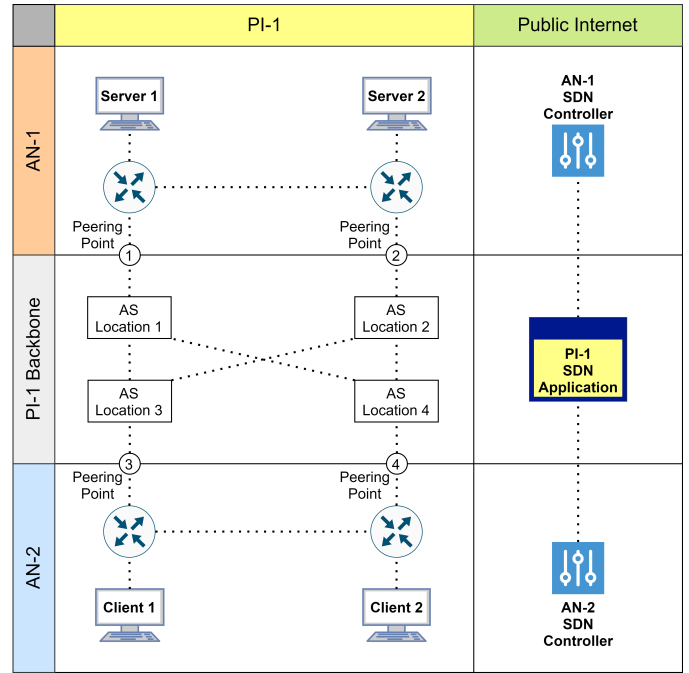 PI-1
Public Internet
AN-1
Server 1
Server 2
AN-1
SDN
Controller
Peering
Point
1
Peering
Point
2
PI-1 Backbone
AS
Location 1
AS
Location 2
AS
Location 3
AS
Location 4
PI-1
SDN
Application
3
Peering
Point
4
Peering
Point
AN-2
Client 1
Client 2
AN-2
SDN
Controller